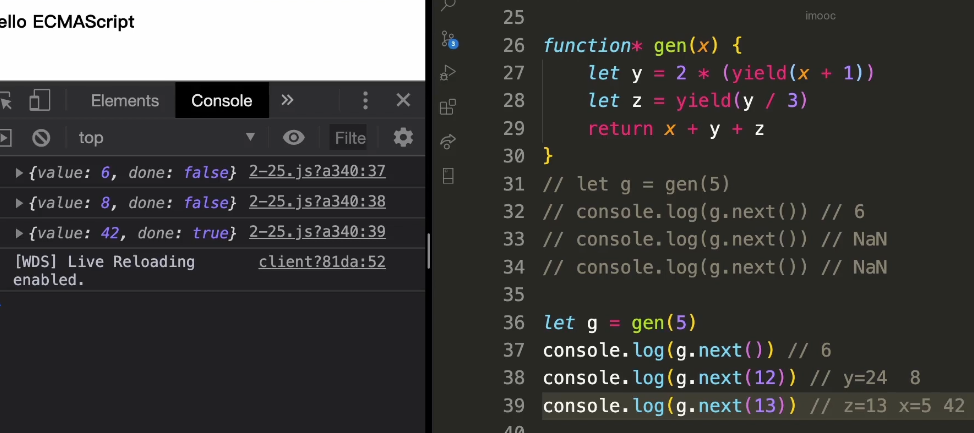 ello ECMAScript
Elements Console »
top Filte
{value: 6, done: false} 2-25.js?a340:37
{value: 8, done: false} 2-25.js?a340:38
{value: 42, done: true} 2-25.js?a340:39
[WDS] Live Reloading client?81da:52
enabled.
3
imooc
25
26 function* gen(x) {
27 let y = 2 * (yield(x + 1))
28 let z = yield(y / 3)
29 return x + y + z
30 }
31 // let g = gen(5)
32 // console.log(g.next()) // 6
33 // console.log(g.next()) // NaN
34 // console.log(g.next()) // NaN
35
36 let g = gen(5)
37 console.log(g.next()) // 6
38 console.log(g.next(12)) // y=24 8
39 console.log(g.next(13)) // z=13 x=5 42
40